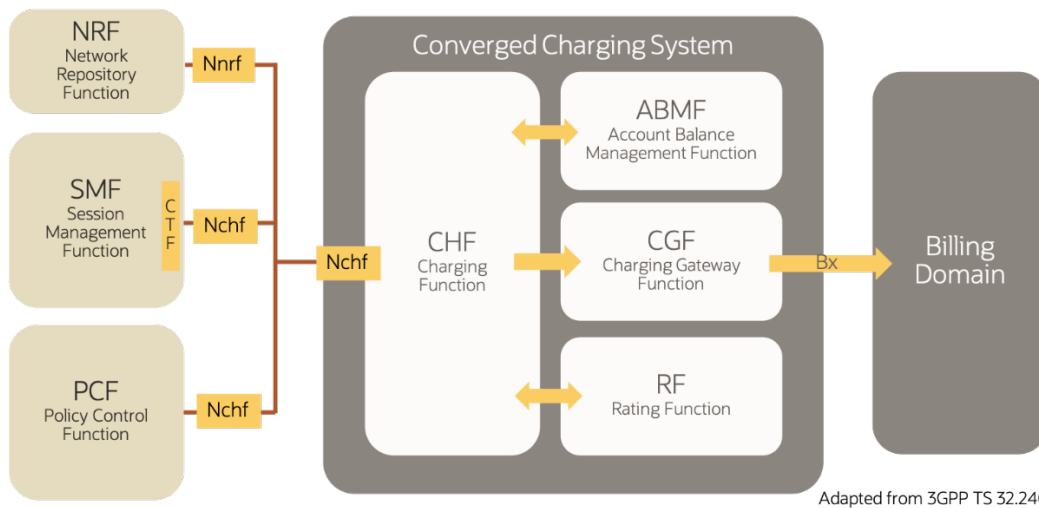 NRF
Network
Repository
Function
Nnrf
SMF
Session
Management
Function
CTF
Nchf
PCF
Policy Control
Function
Nchf
Nchf
Converged Charging System
CHF
Charging
Function
ABMF
Account Balance
Management Function
CGF
Charging Gateway
Function
RF
Rating Function
Bx
Billing
Domain
Adapted from 3GPP TS